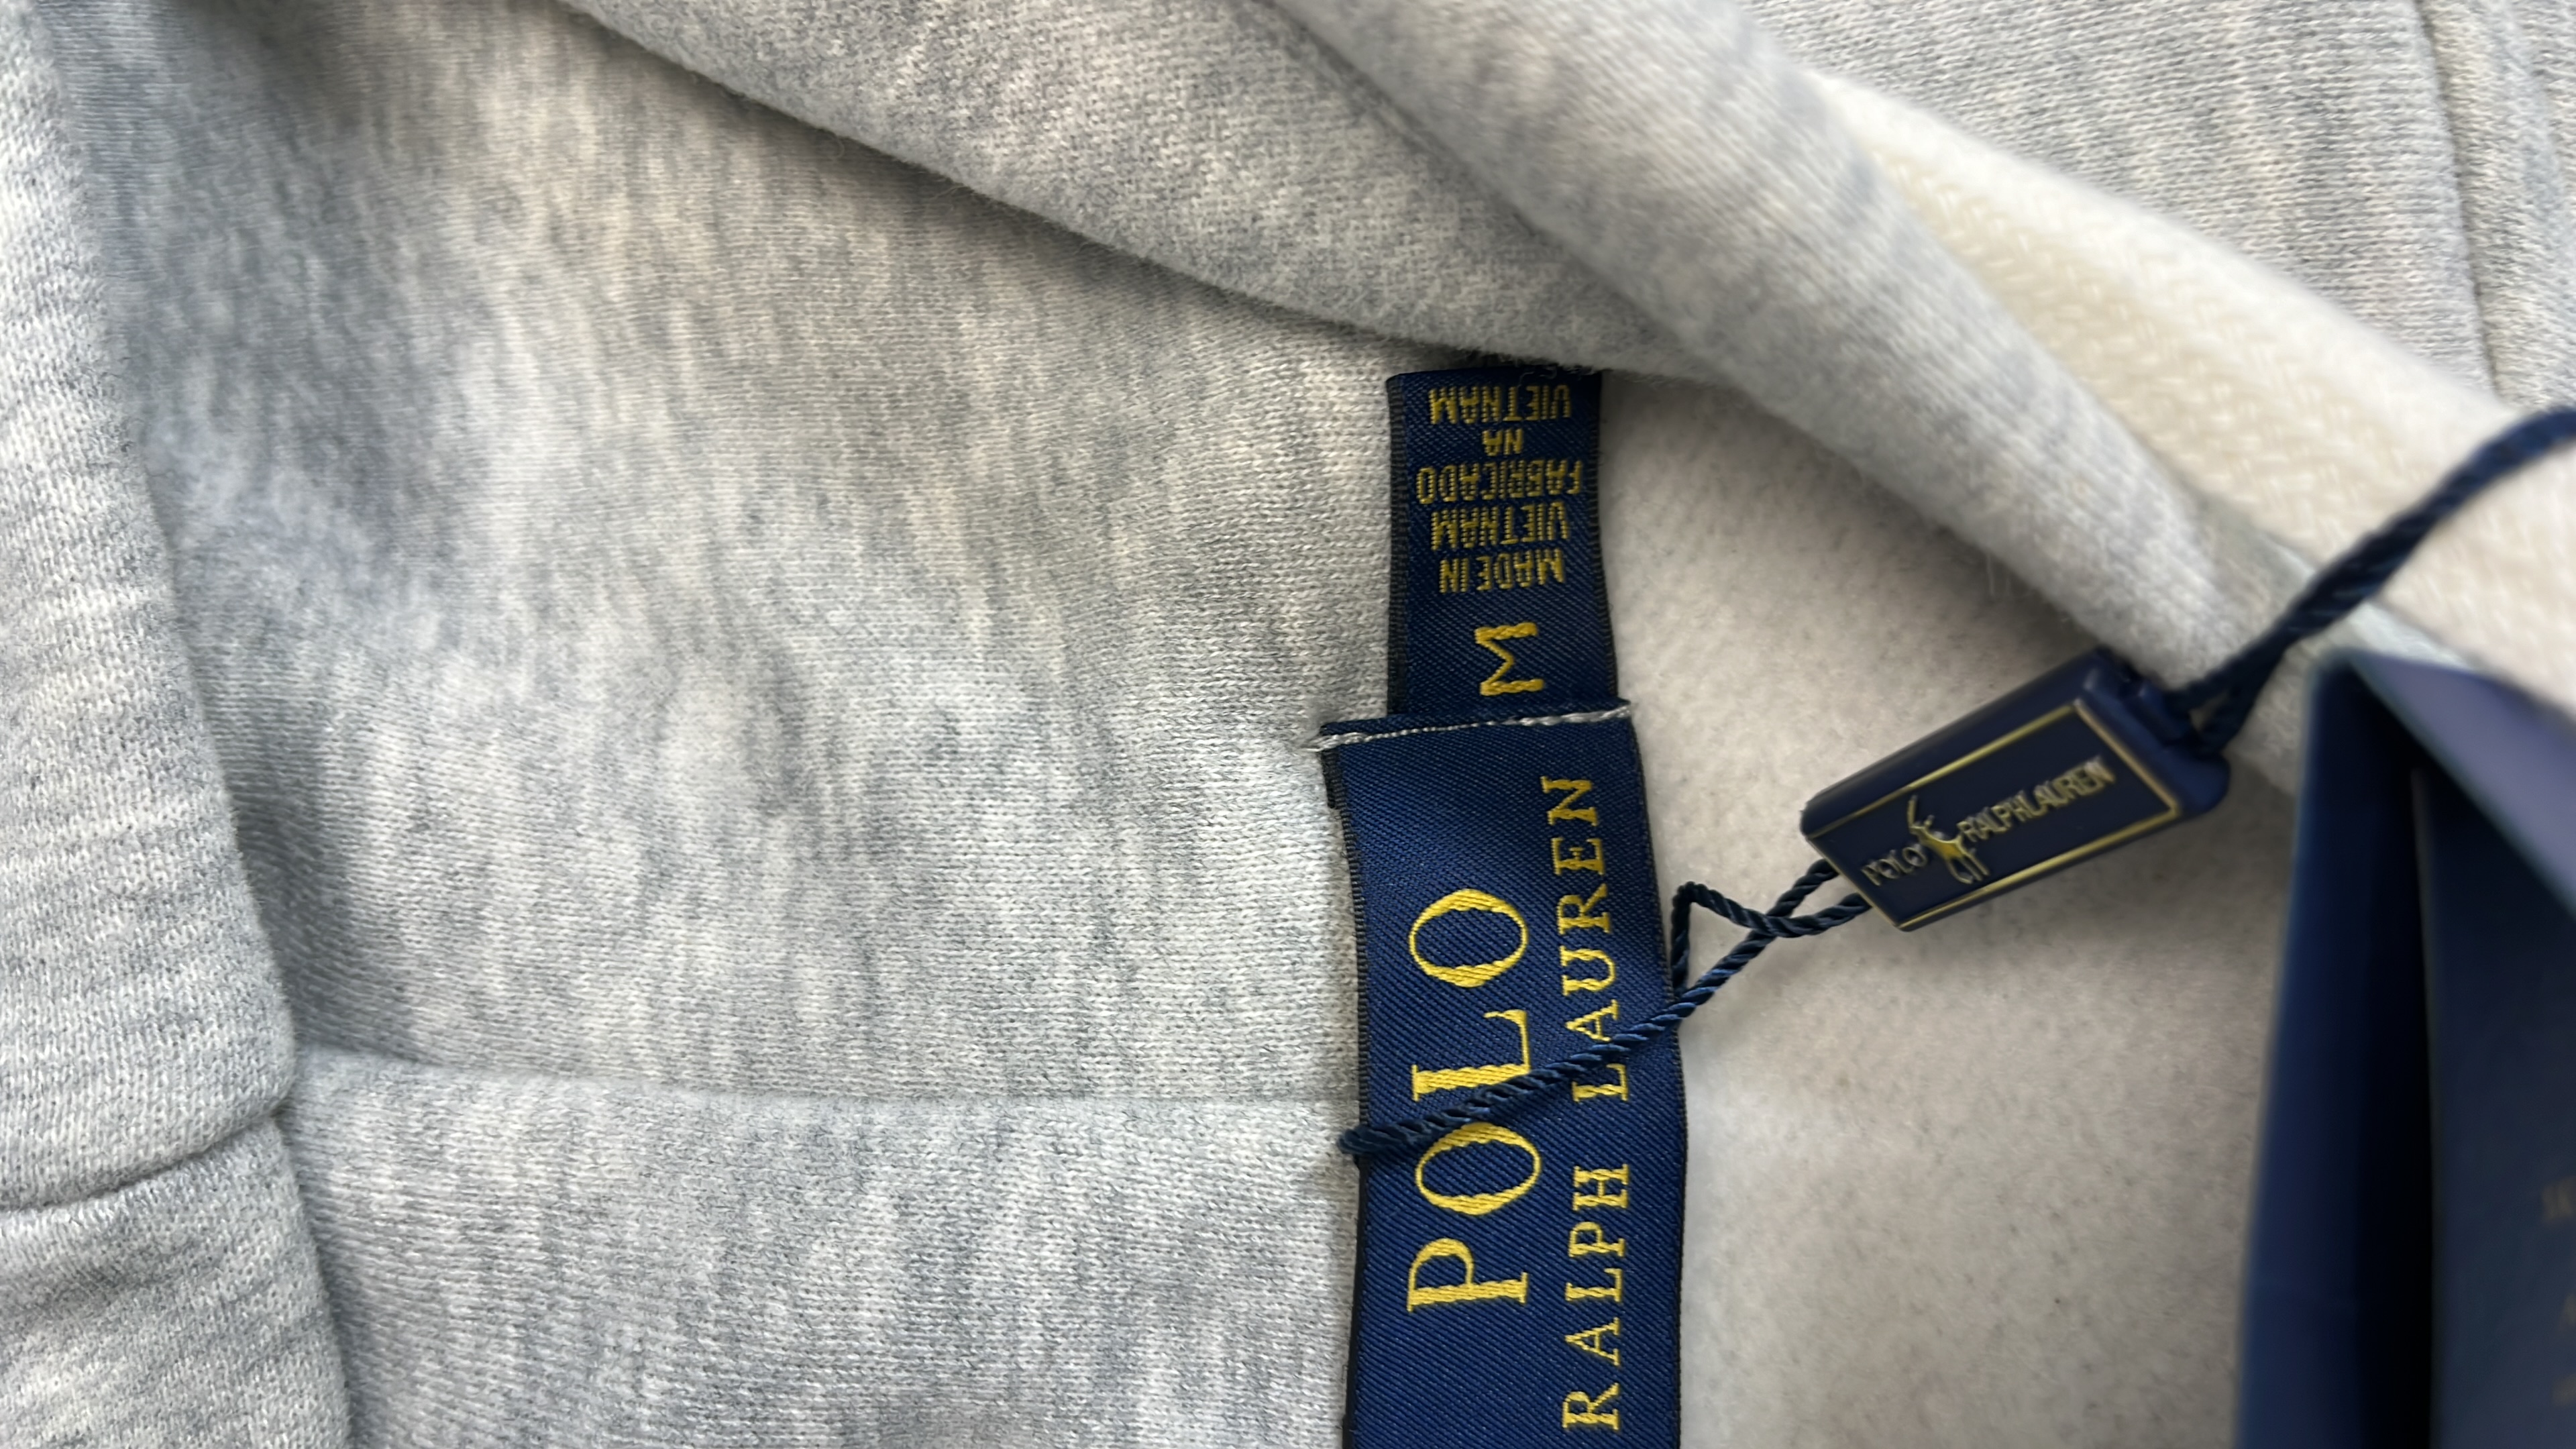 POLO
RALPH LAUREN
M
MADE IN
VIETNAM
FABRICADO
NA
VIETNAM
POLO RALPH LAUREN